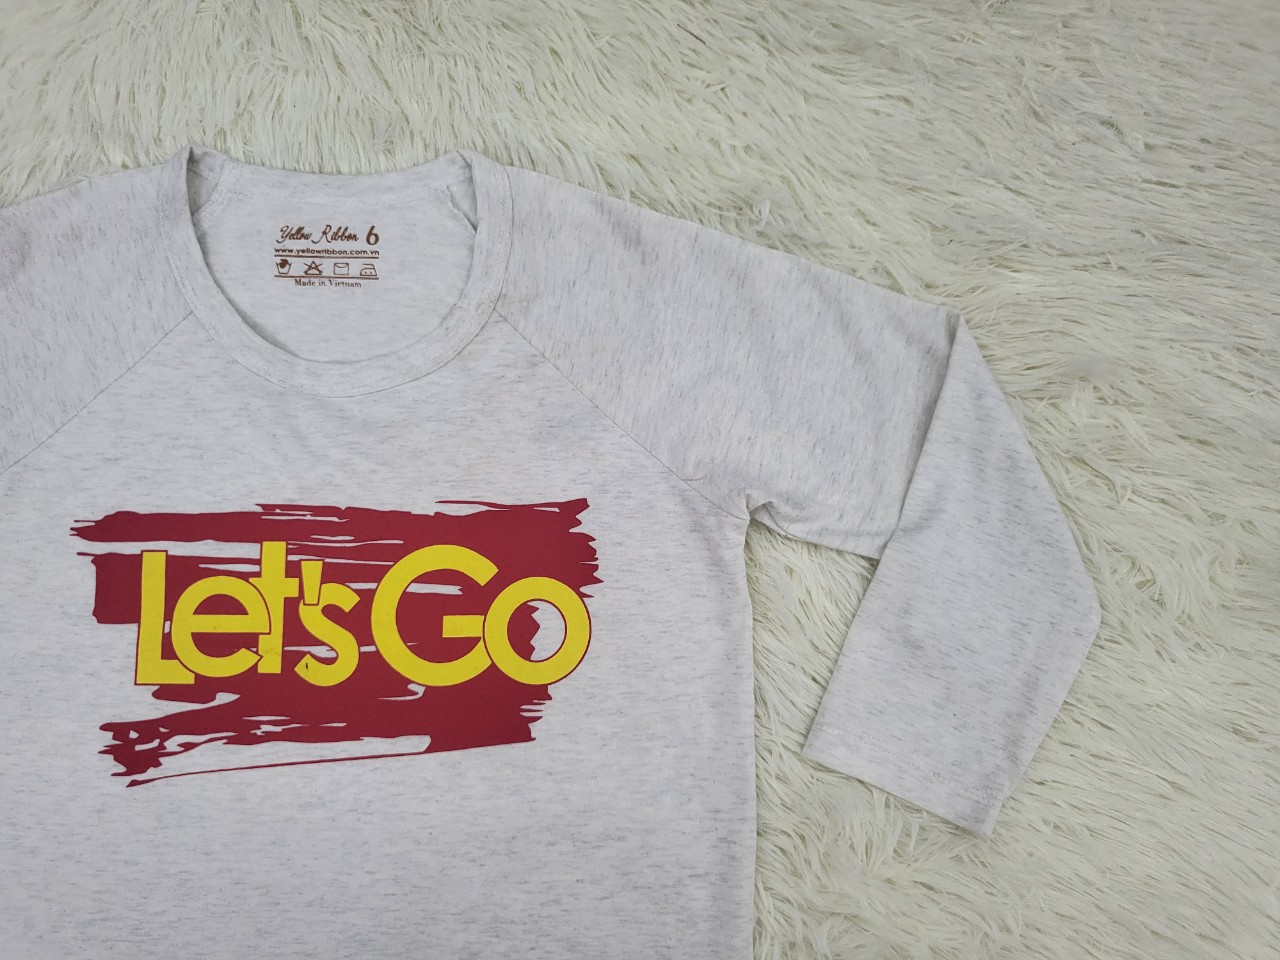 Yellow Ribbon 6
www.yellowribbon.com.vn
Made in Vietnam
Let's Go